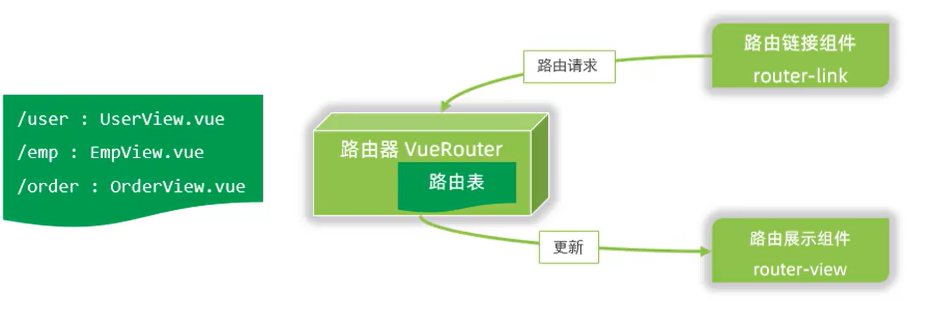 /user : UserView.vue
/emp : EmpView.vue
/order : OrderView.vue
路由器 VueRouter
路由表
路由请求
路由链接组件
router-link
更新
路由展示组件
router-view